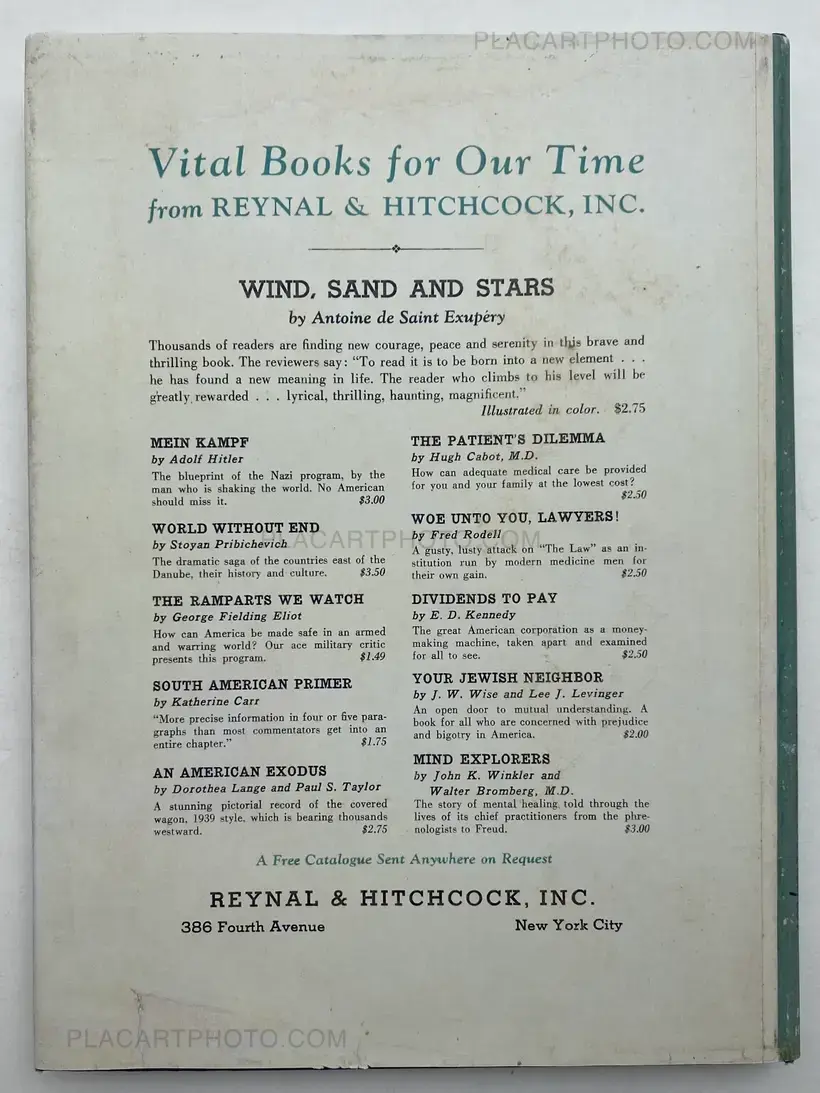 PLACARTPHOTO.COM
Vital Books for Our Time
from REYNAL & HITCHCOCK, INC.
WIND, SAND AND STARS
by Antoine de Saint Exupéry
Thousands of readers are finding new courage, peace and serenity in this brave and
thrilling book. The reviewers say: “To read it is to be born into a new element . . .
he has found a new meaning in life. The reader who climbs to his level will be
greatly rewarded . . . lyrical, thrilling, haunting, magnificent.”
Illustrated in color. $2.75
MEIN KAMPF
by Adolf Hitler
The blueprint of the Nazi program, by the
man who is shaking the world. No American
should miss it. $3.00
WORLD WITHOUT END
by Stoyan Pribichevich
The dramatic saga of the countries east of the
Danube, their history and culture. $3.50
THE RAMPARTS WE WATCH
by George Fielding Eliot
How can America be made safe in an armed
and warring world? Our ace military critic
presents this program. $1.49
SOUTH AMERICAN PRIMER
by Katherine Carr
“More precise information in four or five para-
graphs than most commentators get into an
entire chapter.” $1.75
AN AMERICAN EXODUS
by Dorothea Lange and Paul S. Taylor
A stunning pictorial record of the covered
wagon, 1939 style, which is bearing thousands
westward. $2.75
THE PATIENT'S DILEMMA
by Hugh Cabot, M.D.
How can adequate medical care be provided
for you and your family at the lowest cost?
$2.50
WOE UNTO YOU, LAWYERS!
by Fred Rodell
PLACARTPHOTO.COM
A gusty, lusty attack on “The Law” as an in-
stitution run by modern medicine men for
their own gain. $2.50
DIVIDENDS TO PAY
by E. D. Kennedy
The great American corporation as a money-
making machine, taken apart and examined
for all to see. $2.50
YOUR JEWISH NEIGHBOR
by J. W. Wise and Lee J. Levinger
An open door to mutual understanding. A
book for all who are concerned with prejudice
and bigotry in America. $2.00
MIND EXPLORERS
by John K. Winkler and
Walter Bromberg, M.D.
The story of mental healing told through the
lives of its chief practitioners from the phre-
nologists to Freud. $3.00
A Free Catalogue Sent Anywhere on Request
REYNAL & HITCHCOCK, INC.
386 Fourth Avenue New York City
PLACARTPHOTO.COM